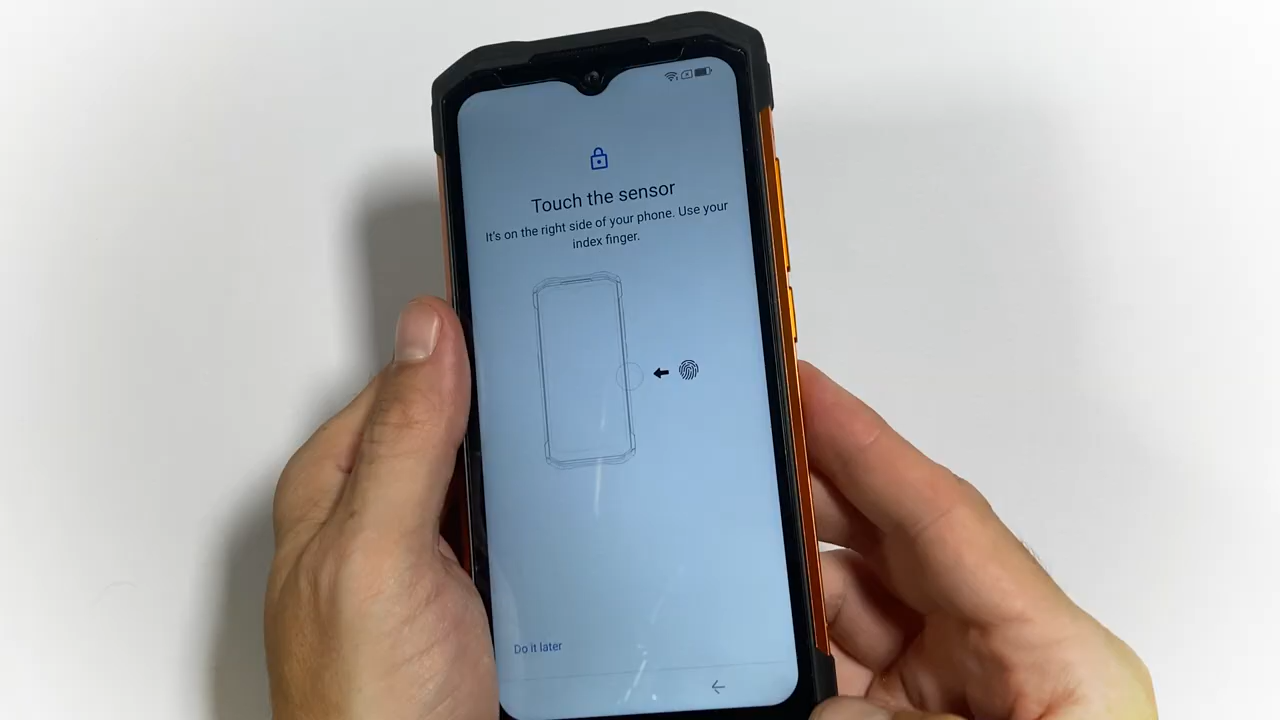 Touch the sensor
It's on the right side of your phone. Use your
index finger.
Do it later